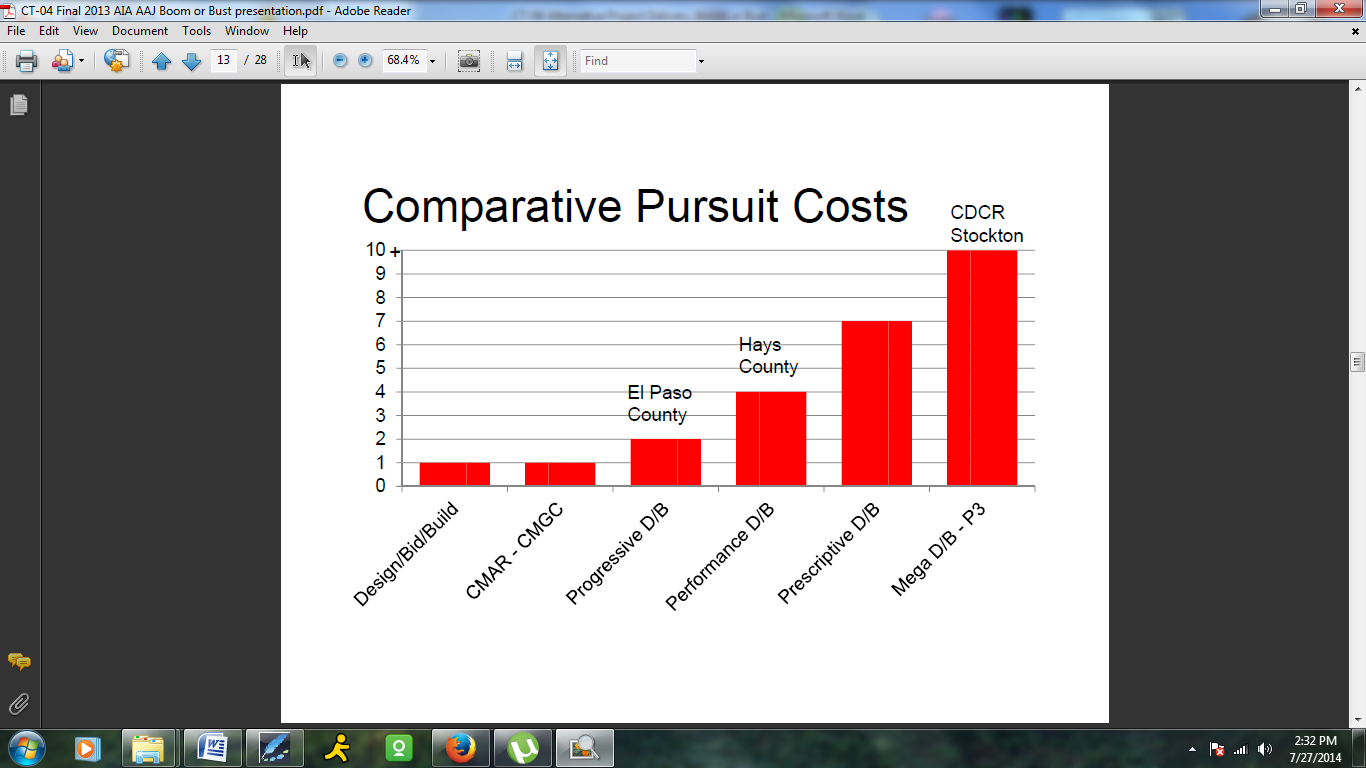 CT-04 Final 2013 AIA AAJ Boom or Bust presentation.pdf - Adobe Reader
File Edit View Document Tools Window Help
13 / 28 68.4% Find
Comparative Pursuit Costs
CDCR
Stockton
10 +
9
8
7
6
5
4
3
2
1
0
Hays
County
El Paso
County
Design/Bid/Build
CMAR - CMGC
Progressive D/B
Performance D/B
Prescriptive D/B
Mega D/B - P3
2:32 PM
7/27/2014